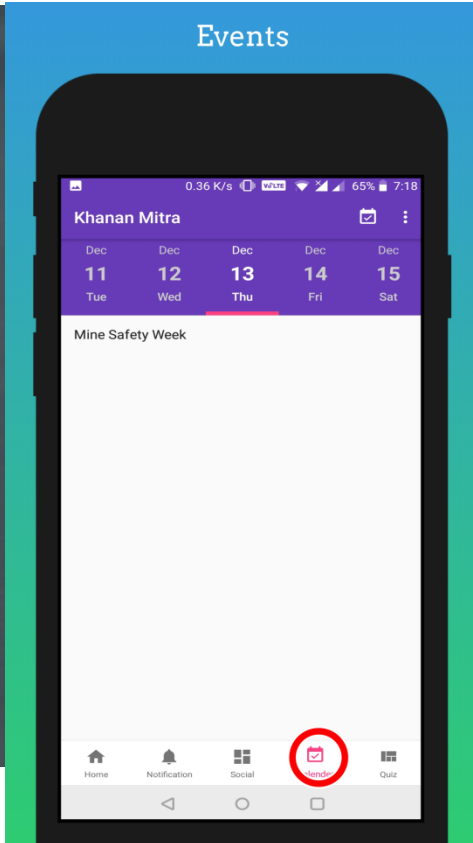 Events
0.36 K/s VoLTE 65% 7:18
Khanan Mitra
Dec Dec Dec Dec Dec
11 12 13 14 15
Tue Wed Thu Fri Sat
Mine Safety Week
Home Notification Social Calender Quiz